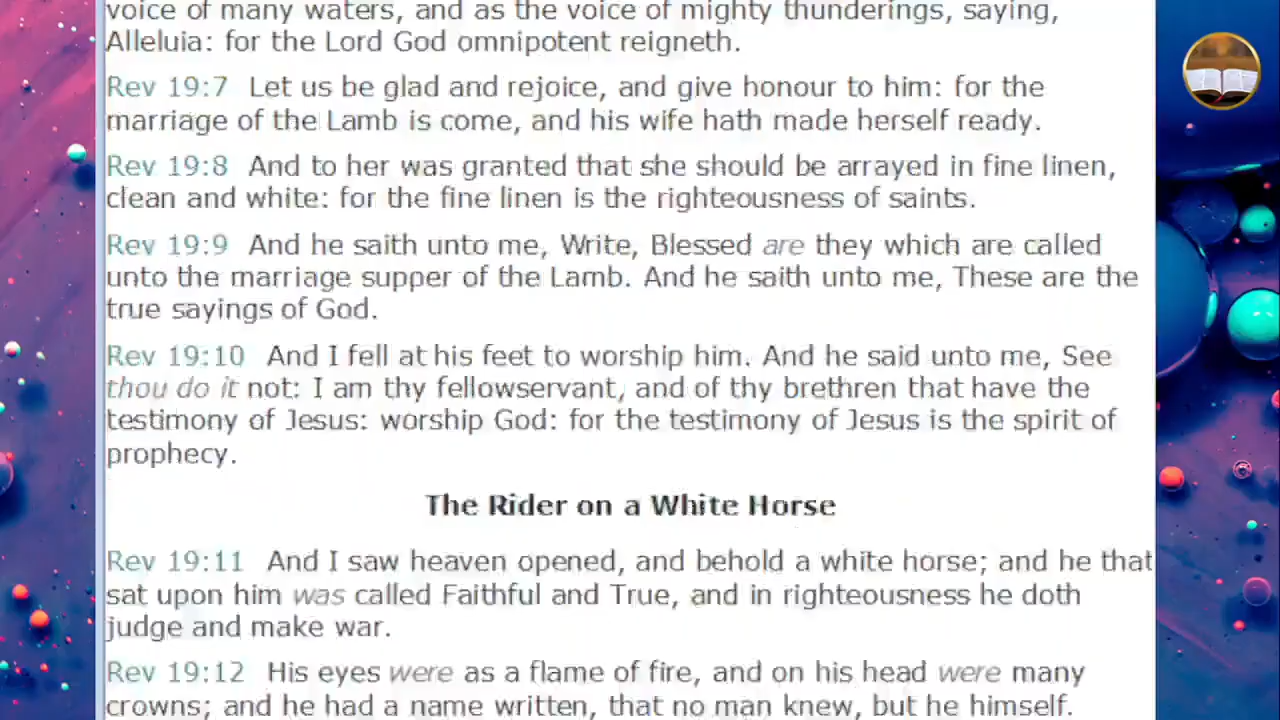 voice of many waters, and as the voice of mighty thunderings, saying,
Alleluia: for the Lord God omnipotent reigneth.
Rev 19:7 Let us be glad and rejoice, and give honour to him: for the
marriage of the Lamb is come, and his wife hath made herself ready.
Rev 19:8 And to her was granted that she should be arrayed in fine linen,
clean and white: for the fine linen is the righteousness of saints.
Rev 19:9 And he saith unto me, Write, Blessed are they which are called
unto the marriage supper of the Lamb. And he saith unto me, These are the
true sayings of God.
Rev 19:10 And I fell at his feet to worship him. And he said unto me, See
thou do it not: I am thy fellowservant, and of thy brethren that have the
testimony of Jesus: worship God: for the testimony of Jesus is the spirit of
prophecy.
The Rider on a White Horse
Rev 19:11 And I saw heaven opened, and behold a white horse; and he that
sat upon him was called Faithful and True, and in righteousness he doth
judge and make war.
Rev 19:12 His eyes were as a flame of fire, and on his head were many
crowns; and he had a name written, that no man knew, but he himself.